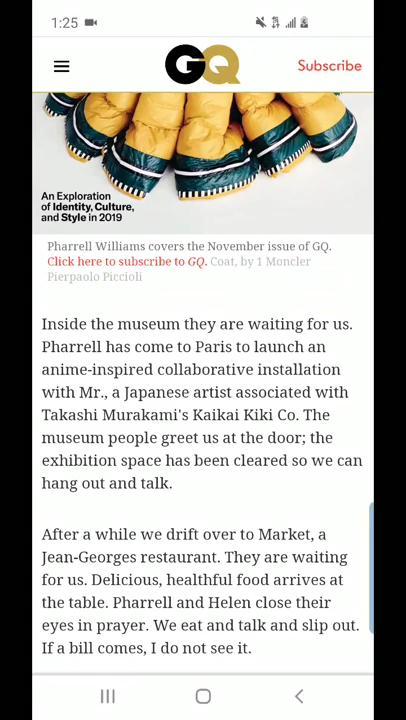 1:25
GQ
Subscribe
An Exploration
of Identity, Culture,
and Style in 2019
Pharrell Williams covers the November issue of GQ.
Click here to subscribe to GQ. Coat, by 1 Moncler
Pierpaolo Piccioli
Inside the museum they are waiting for us.
Pharrell has come to Paris to launch an
anime-inspired collaborative installation
with Mr., a Japanese artist associated with
Takashi Murakami's Kaikai Kiki Co. The
museum people greet us at the door; the
exhibition space has been cleared so we can
hang out and talk.
After a while we drift over to Market, a
Jean-Georges restaurant. They are waiting
for us. Delicious, healthful food arrives at
the table. Pharrell and Helen close their
eyes in prayer. We eat and talk and slip out.
If a bill comes, I do not see it.